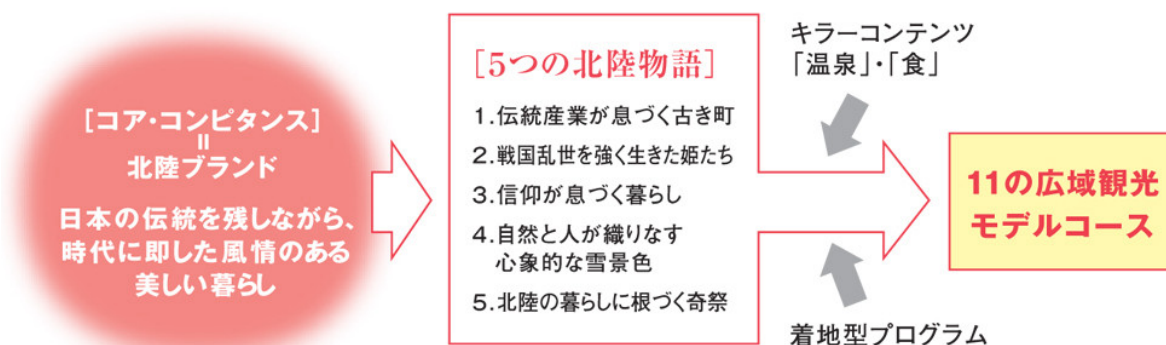 [コア・コンピタンス]
=
北陸ブランド
日本の伝統を残しながら、
時代に即した風情のある
美しい暮らし
[5つの北陸物語]
1.伝統産業が息づく古き町
2.戦国乱世を強く生きた姫たち
3.信仰が息づく暮らし
4.自然と人が織りなす
心象的な雪景色
5.北陸の暮らしに根づく奇祭
キラーコンテンツ
「温泉」・「食」
着地型プログラム
11の広域観光
モデルコース